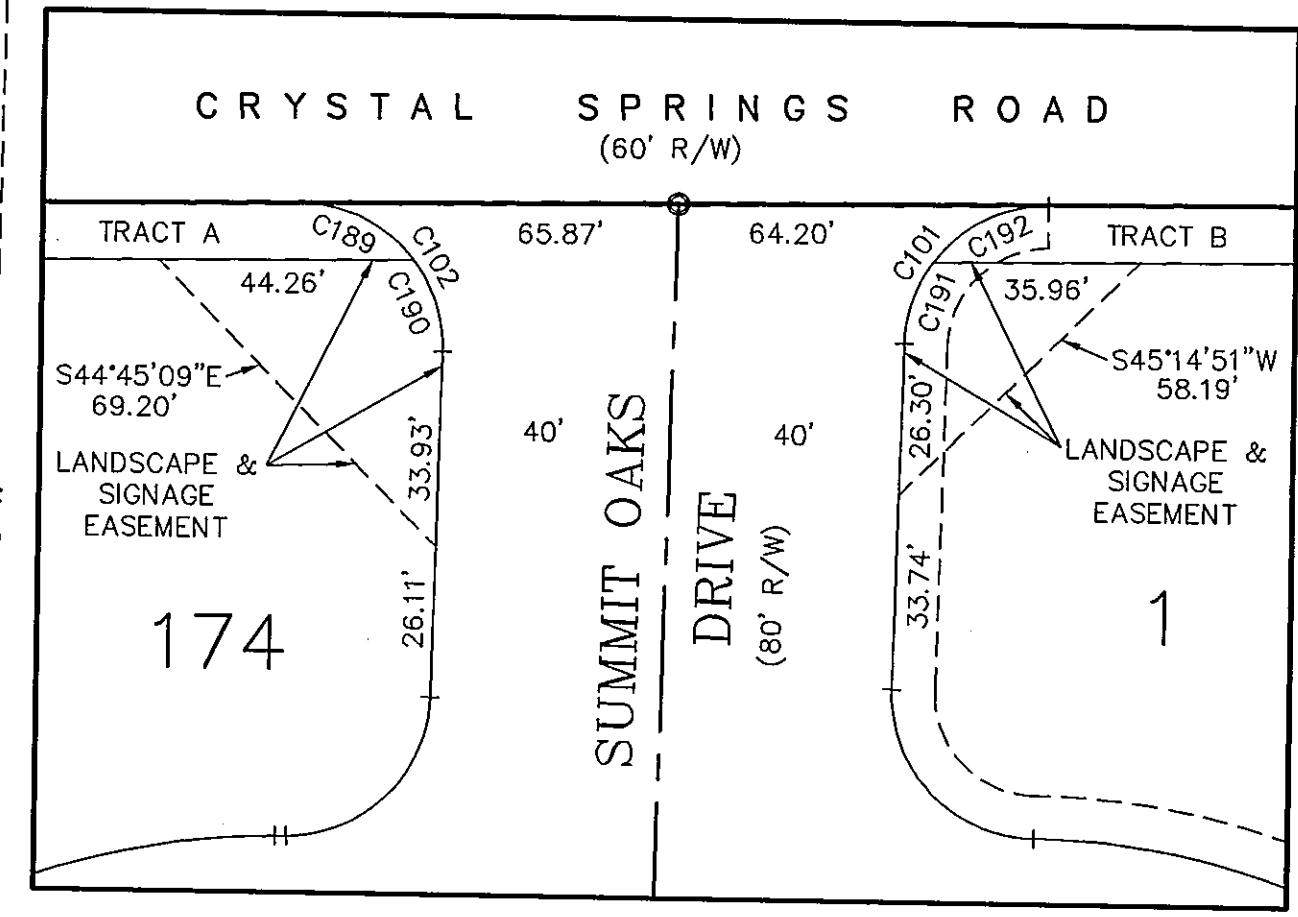 CRYSTAL SPRINGS ROAD
(60' R/W)
TRACT A
C189
C102
65.87'
64.20'
C101
C192
TRACT B
44.26'
C190
C191
35.96'
S44°45'09"E
69.20'
S45°14'51"W
58.19'
33.93'
40'
40'
26.30'
LANDSCAPE &
SIGNAGE
EASEMENT
LANDSCAPE &
SIGNAGE
EASEMENT
SUMMIT OAKS
DRIVE
(80' R/W)
26.11'
33.74'
174
1